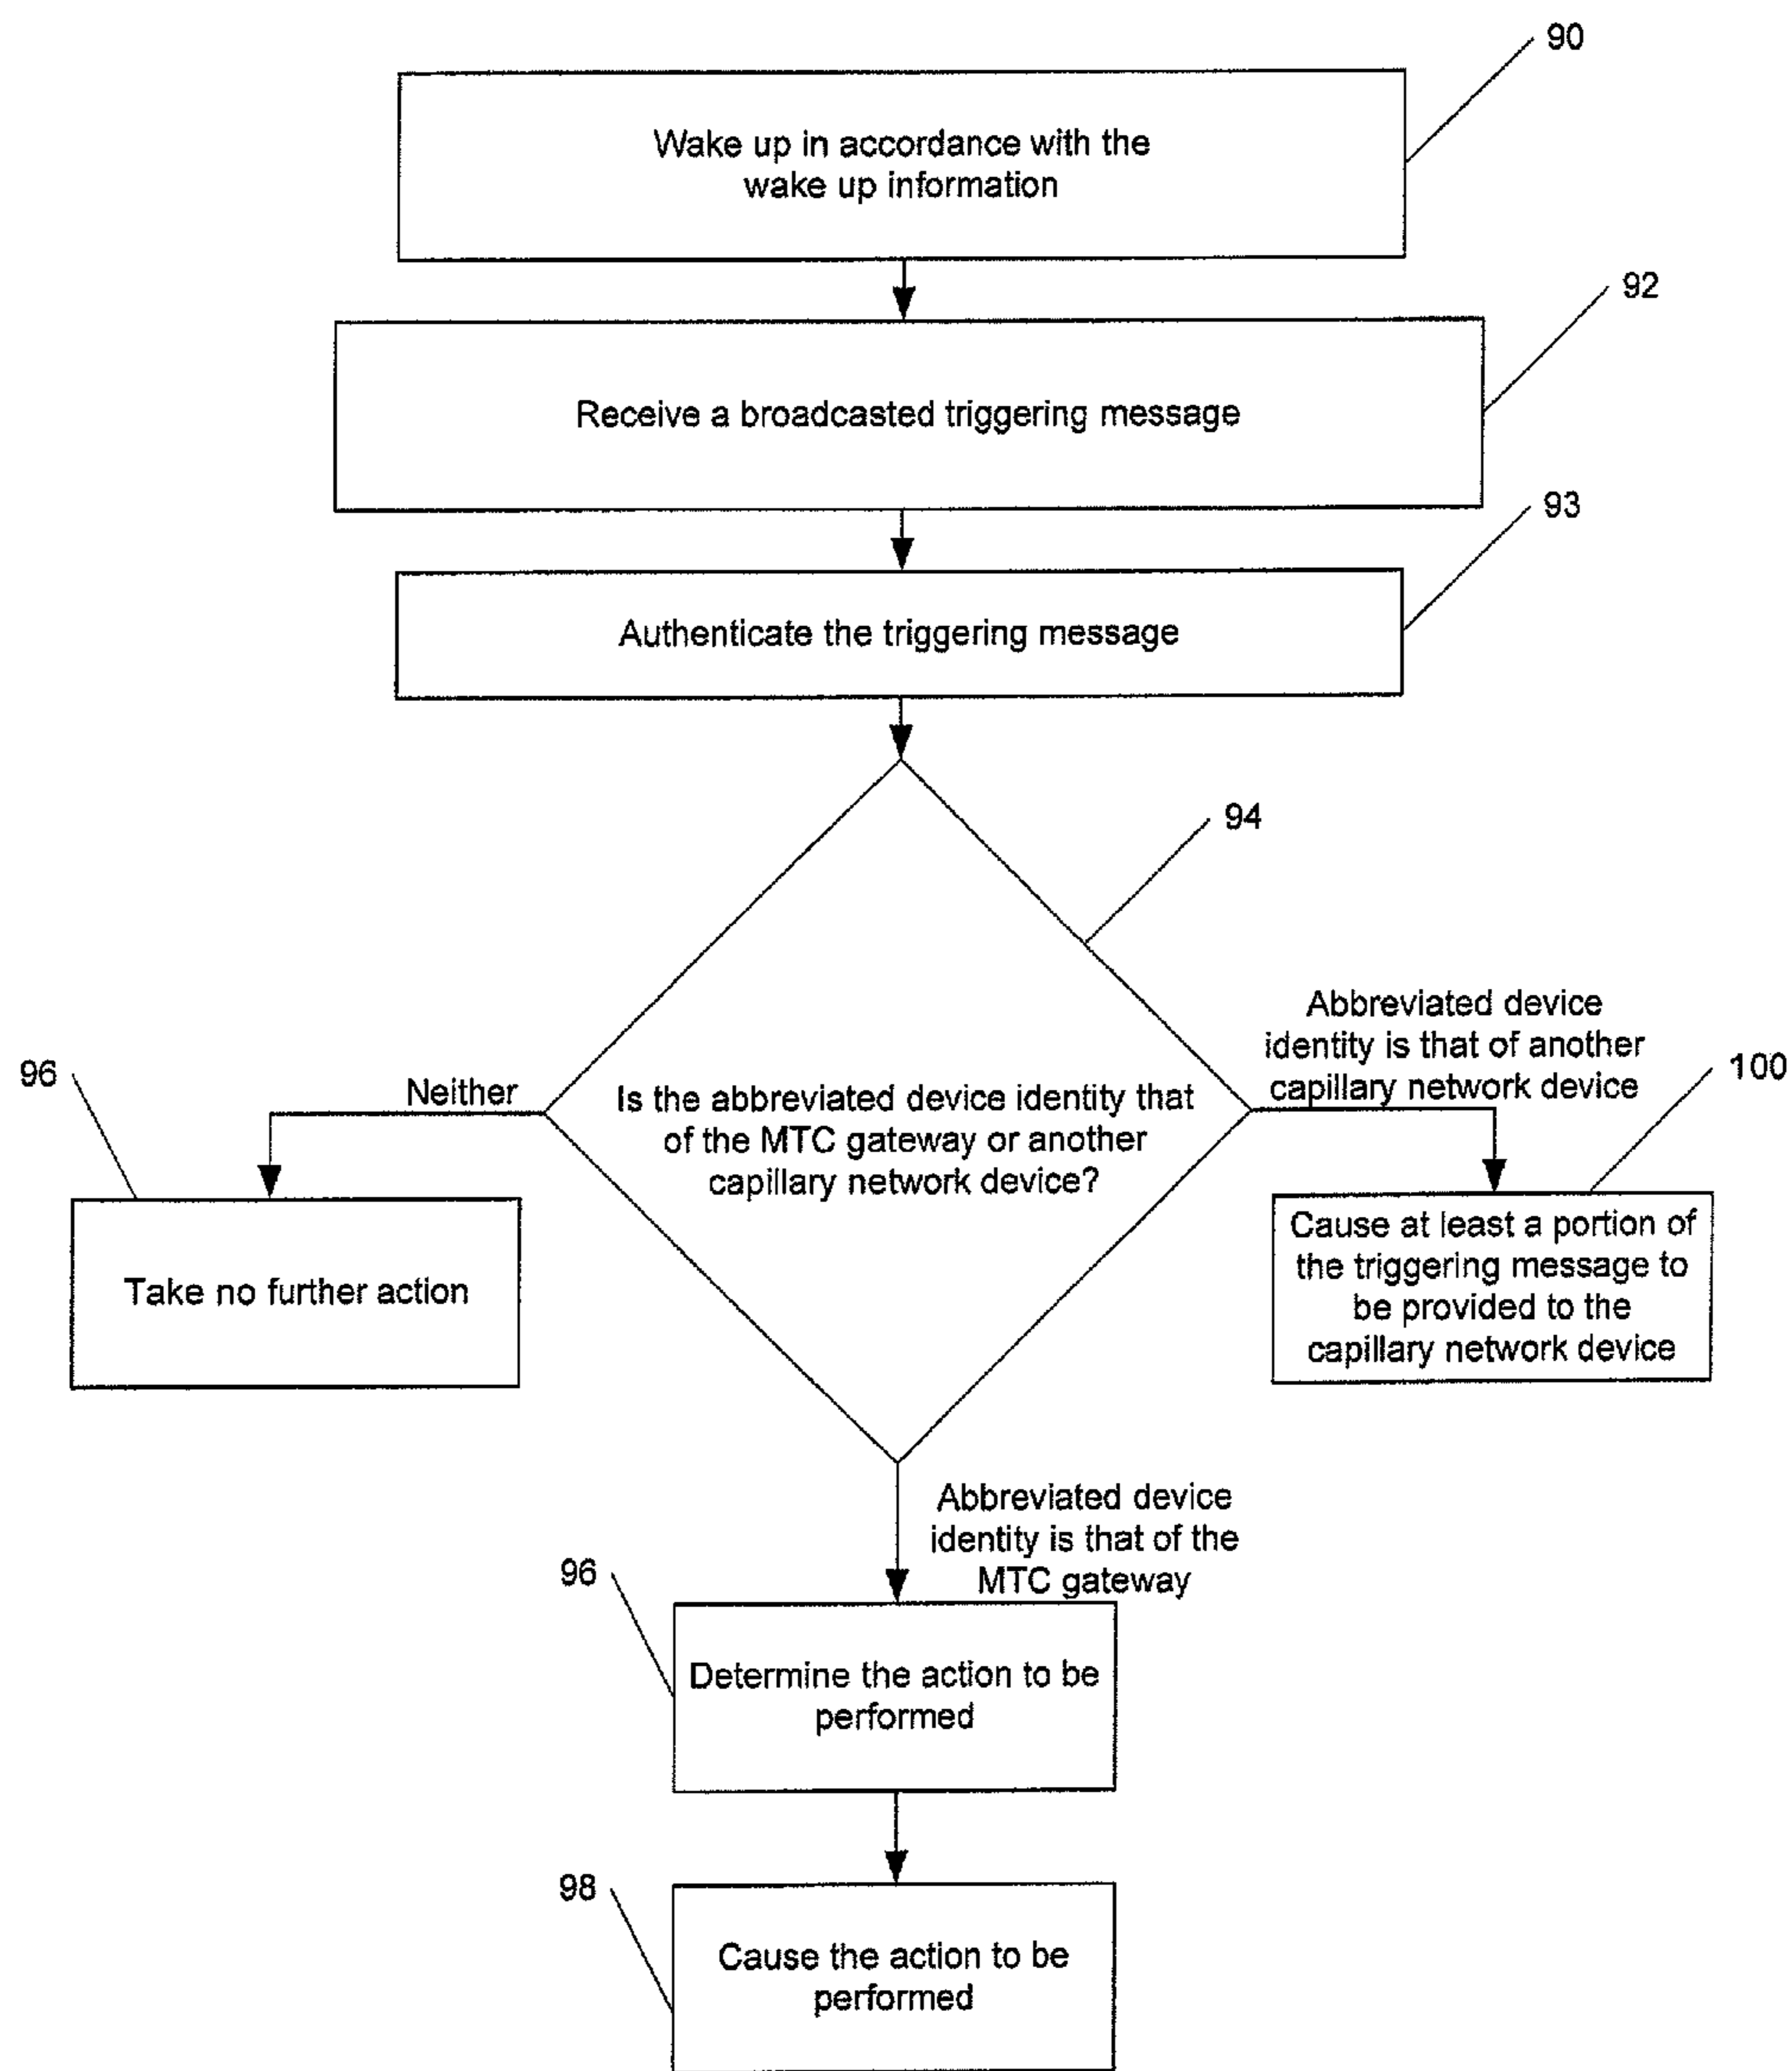 90
Wake up in accordance with the
wake up information
92
Receive a broadcasted triggering message
93
Authenticate the triggering message
94
Is the abbreviated device identity that
of the MTC gateway or another
capillary network device?
Neither
96
Take no further action
Abbreviated device
identity is that of another
capillary network device
100
Cause at least a portion of
the triggering message to
be provided to the
capillary network device
Abbreviated device
identity is that of the
MTC gateway
96
Determine the action to be
performed
98
Cause the action to be
performed